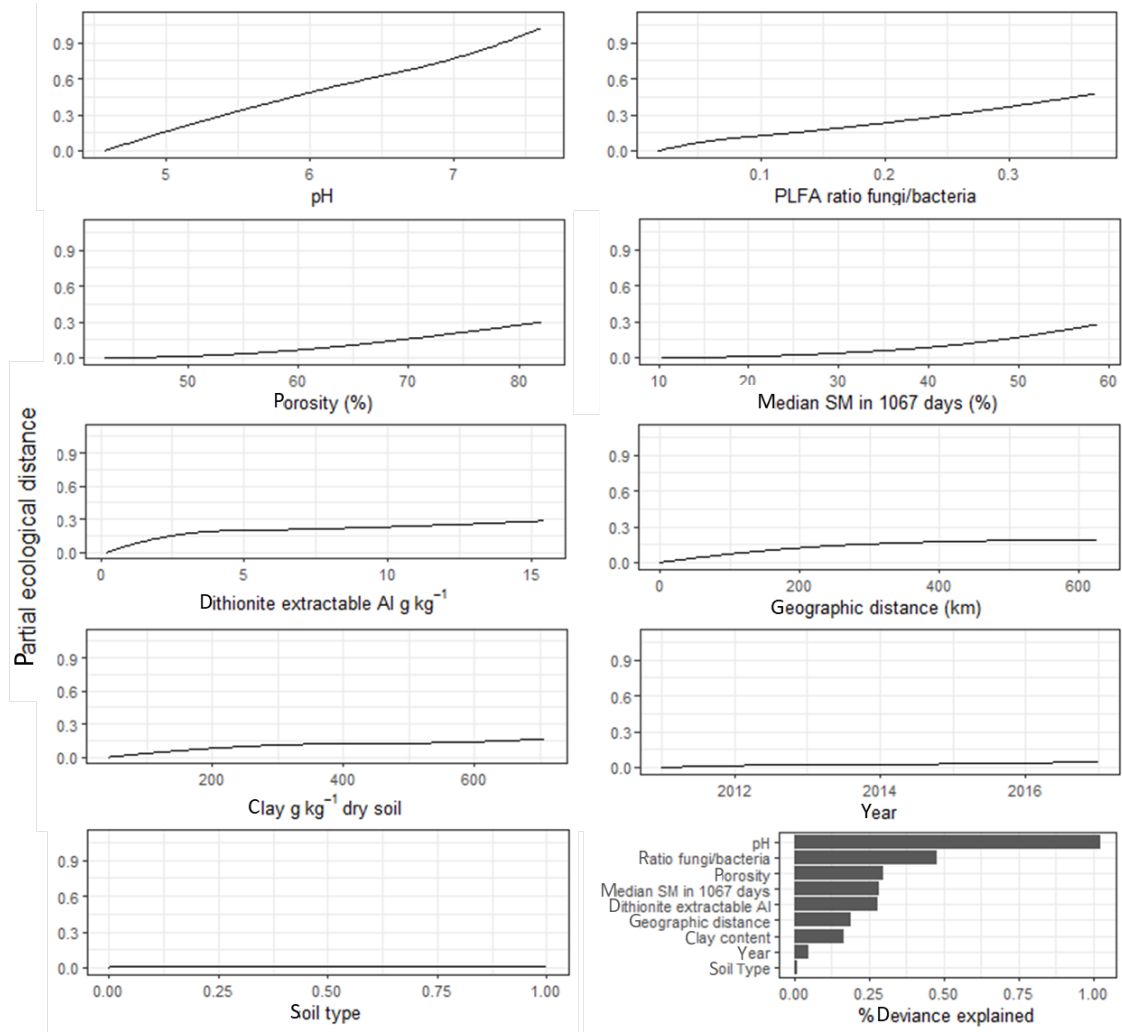 Partial ecological distance
0.9
0.6
0.3
0.0
5 6 7
pH
0.9
0.6
0.3
0.0
0.1 0.2 0.3
PLFA ratio fungi/bacteria
0.9
0.6
0.3
0.0
50 60 70 80
Porosity (%)
0.9
0.6
0.3
0.0
10 20 30 40 50 60
Median SM in 1067 days (%)
0.9
0.6
0.3
0.0
0 5 10 15
Dithionite extractable Al g kg⁻¹
0.9
0.6
0.3
0.0
0 200 400 600
Geographic distance (km)
0.9
0.6
0.3
0.0
200 400 600
Clay g kg⁻¹ dry soil
0.9
0.6
0.3
0.0
2012 2014 2016
Year
0.9
0.6
0.3
0.0
0.00 0.25 0.50 0.75 1.00
Soil type
pH
Ratio fungi/bacteria
Porosity
Median SM in 1067 days
Dithionite extractable Al
Geographic distance
Clay content
Year
Soil Type
0.00 0.25 0.50 0.75 1.00
% Deviance explained